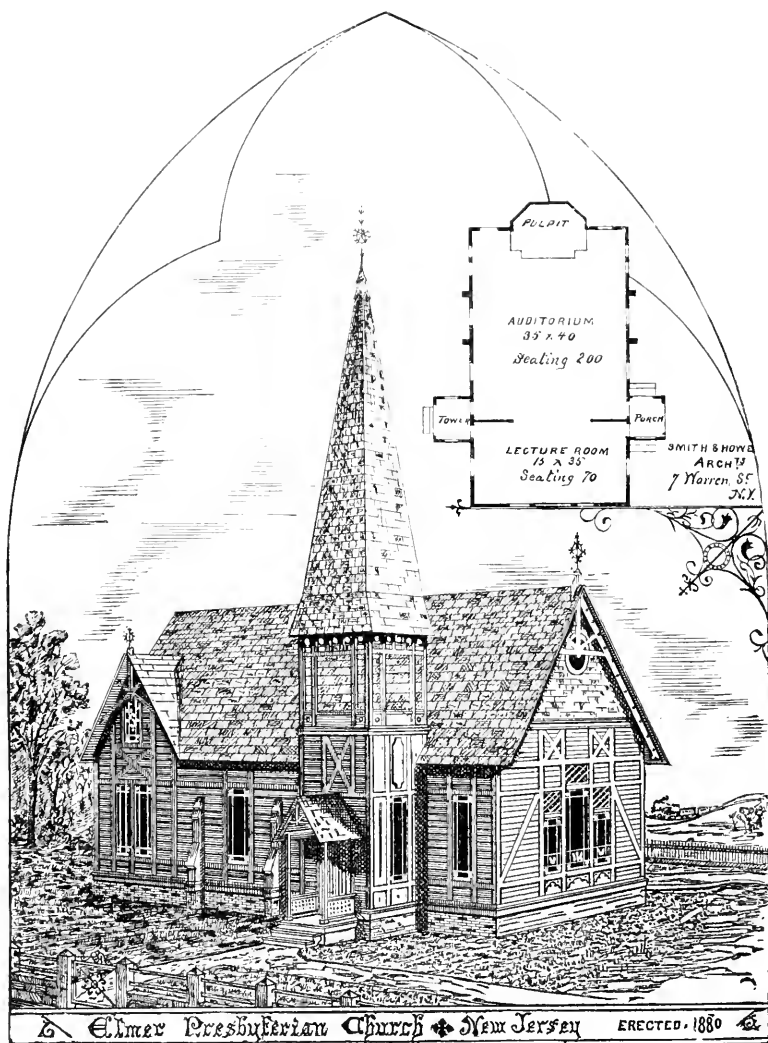 PULPIT
AUDITORIUM
35 x 40
Seating 200
TOWER
PORCH
LECTURE ROOM
15 x 35
Seating 70
SMITH & HOWE
ARCHTS
7 Warren, St
N.Y.
Elmer Presbyterian Church ✤ New Jersey ERECTED. 1880